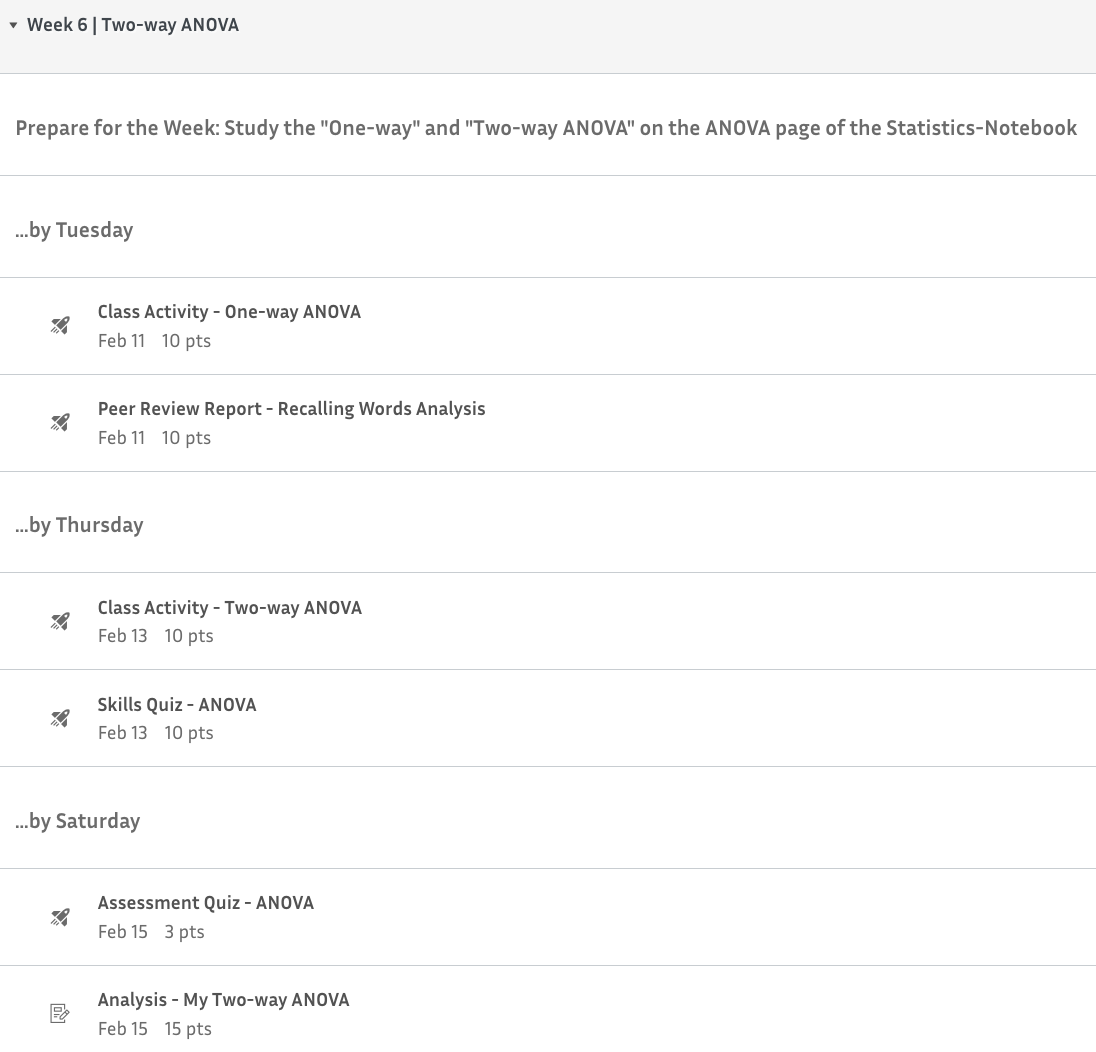 Week 6 | Two-way ANOVA
Prepare for the Week: Study the "One-way" and "Two-way ANOVA" on the ANOVA page of the Statistics-Notebook
...by Tuesday
Class Activity - One-way ANOVA
Feb 11 10 pts
Peer Review Report - Recalling Words Analysis
Feb 11 10 pts
...by Thursday
Class Activity - Two-way ANOVA
Feb 13 10 pts
Skills Quiz - ANOVA
Feb 13 10 pts
...by Saturday
Assessment Quiz - ANOVA
Feb 15 3 pts
Analysis - My Two-way ANOVA
Feb 15 15 pts